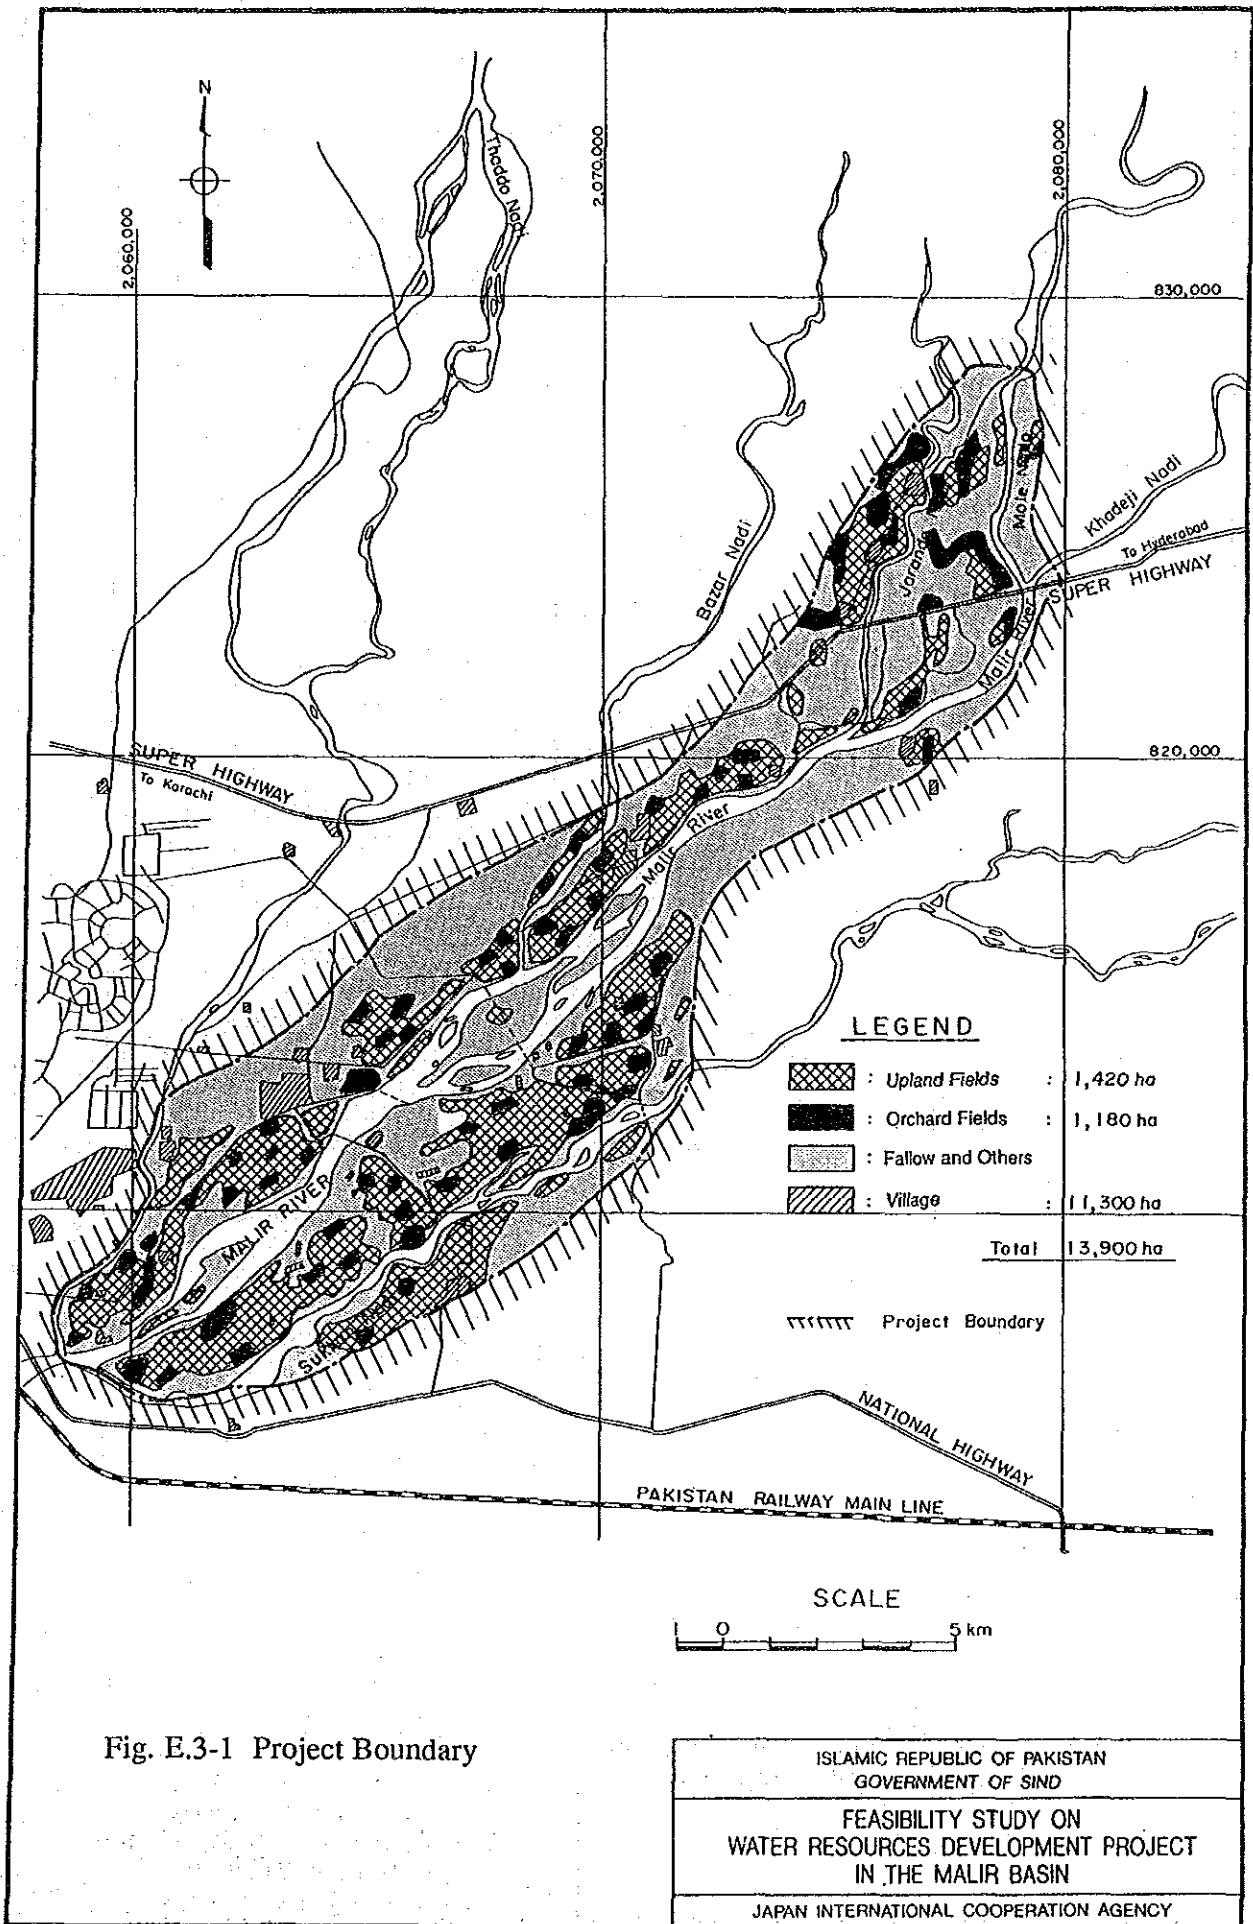 N
2,060,000
2,070,000
2,080,000
830,000
820,000
Thaddo Nadi
Bazar Nadi
Mole Nadi
Khadeji Nadi
To Hyderabad
SUPER HIGHWAY
Malir River
SUPER HIGHWAY
To Karachi
Malir River
MALIR RIVER
LEGEND
: Upland Fields : 1,420 ha
: Orchard Fields : 1,180 ha
: Fallow and Others
: Village : 11,300 ha
Total 13,900 ha
Project Boundary
NATIONAL HIGHWAY
PAKISTAN RAILWAY MAIN LINE
SCALE
1 0 5 km
Fig. E.3-1 Project Boundary
ISLAMIC REPUBLIC OF PAKISTAN
GOVERNMENT OF SIND
FEASIBILITY STUDY ON
WATER RESOURCES DEVELOPMENT PROJECT
IN THE MALIR BASIN
JAPAN INTERNATIONAL COOPERATION AGENCY